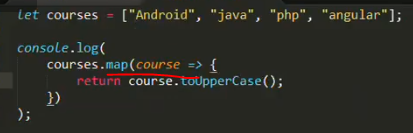 let courses = ["Android", "java", "php", "angular"];
console.log(
courses.map(course => {
return course.toUpperCase();
})
);